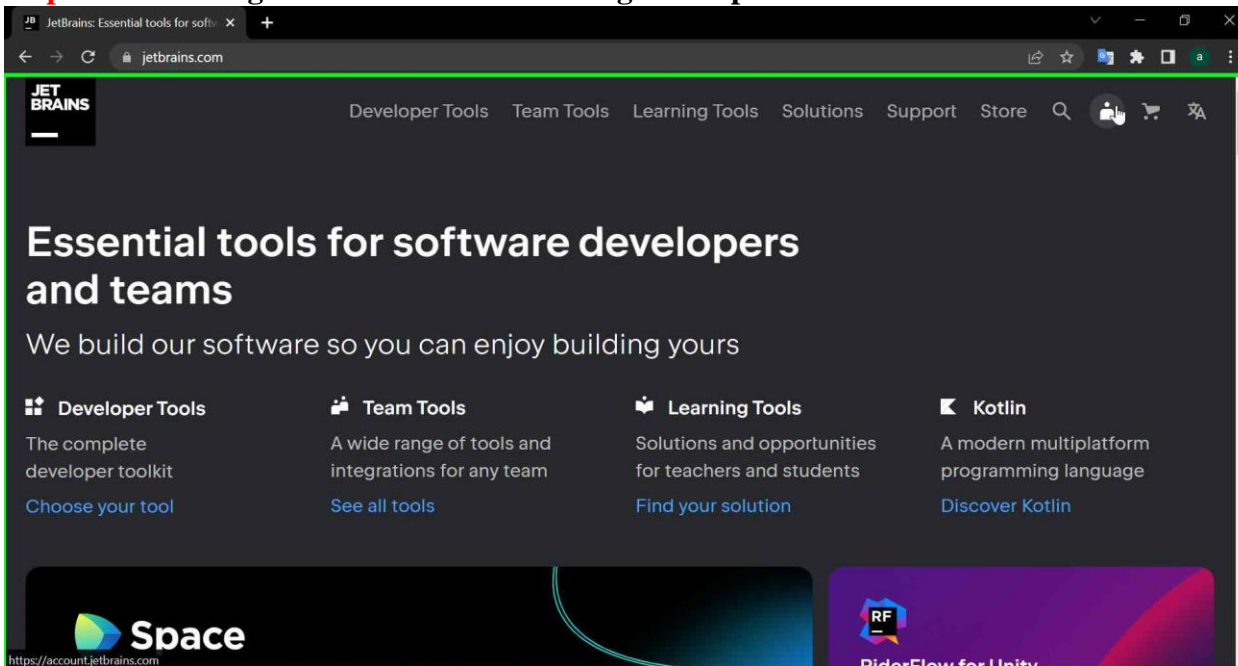 JetBrains: Essential tools for softw
jetbrains.com
a
JET
BRAINS
Developer Tools Team Tools Learning Tools Solutions Support Store
Essential tools for software developers
and teams
We build our software so you can enjoy building yours
Developer Tools
The complete
developer toolkit
Choose your tool
Team Tools
A wide range of tools and
integrations for any team
See all tools
Learning Tools
Solutions and opportunities
for teachers and students
Find your solution
Kotlin
A modern multiplatform
programming language
Discover Kotlin
Space
RF
RiderFlow for Unity
https://account.jetbrains.com